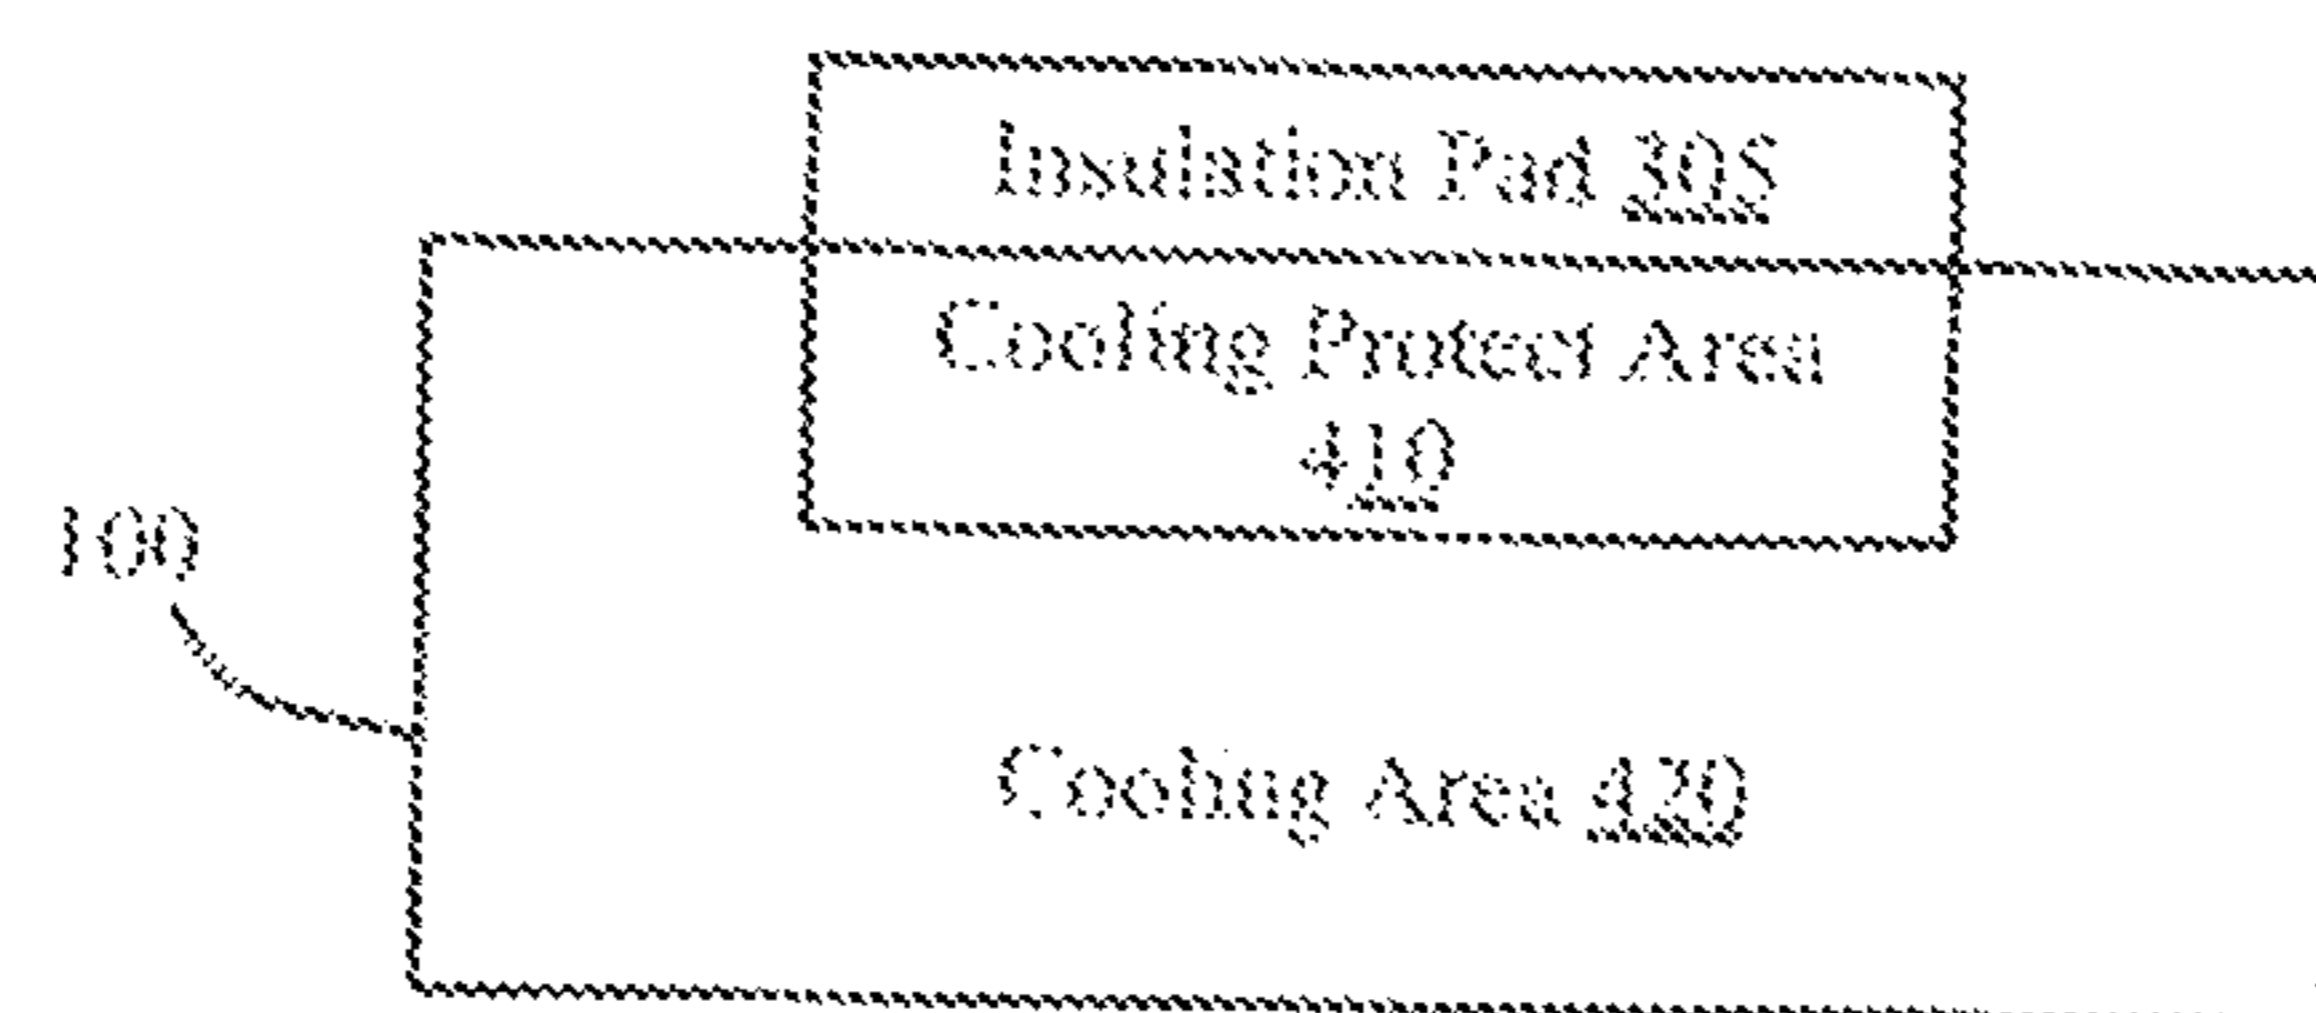 Insulation Pad 305
Cooling Protect Area
410
100
Cooling Area 420